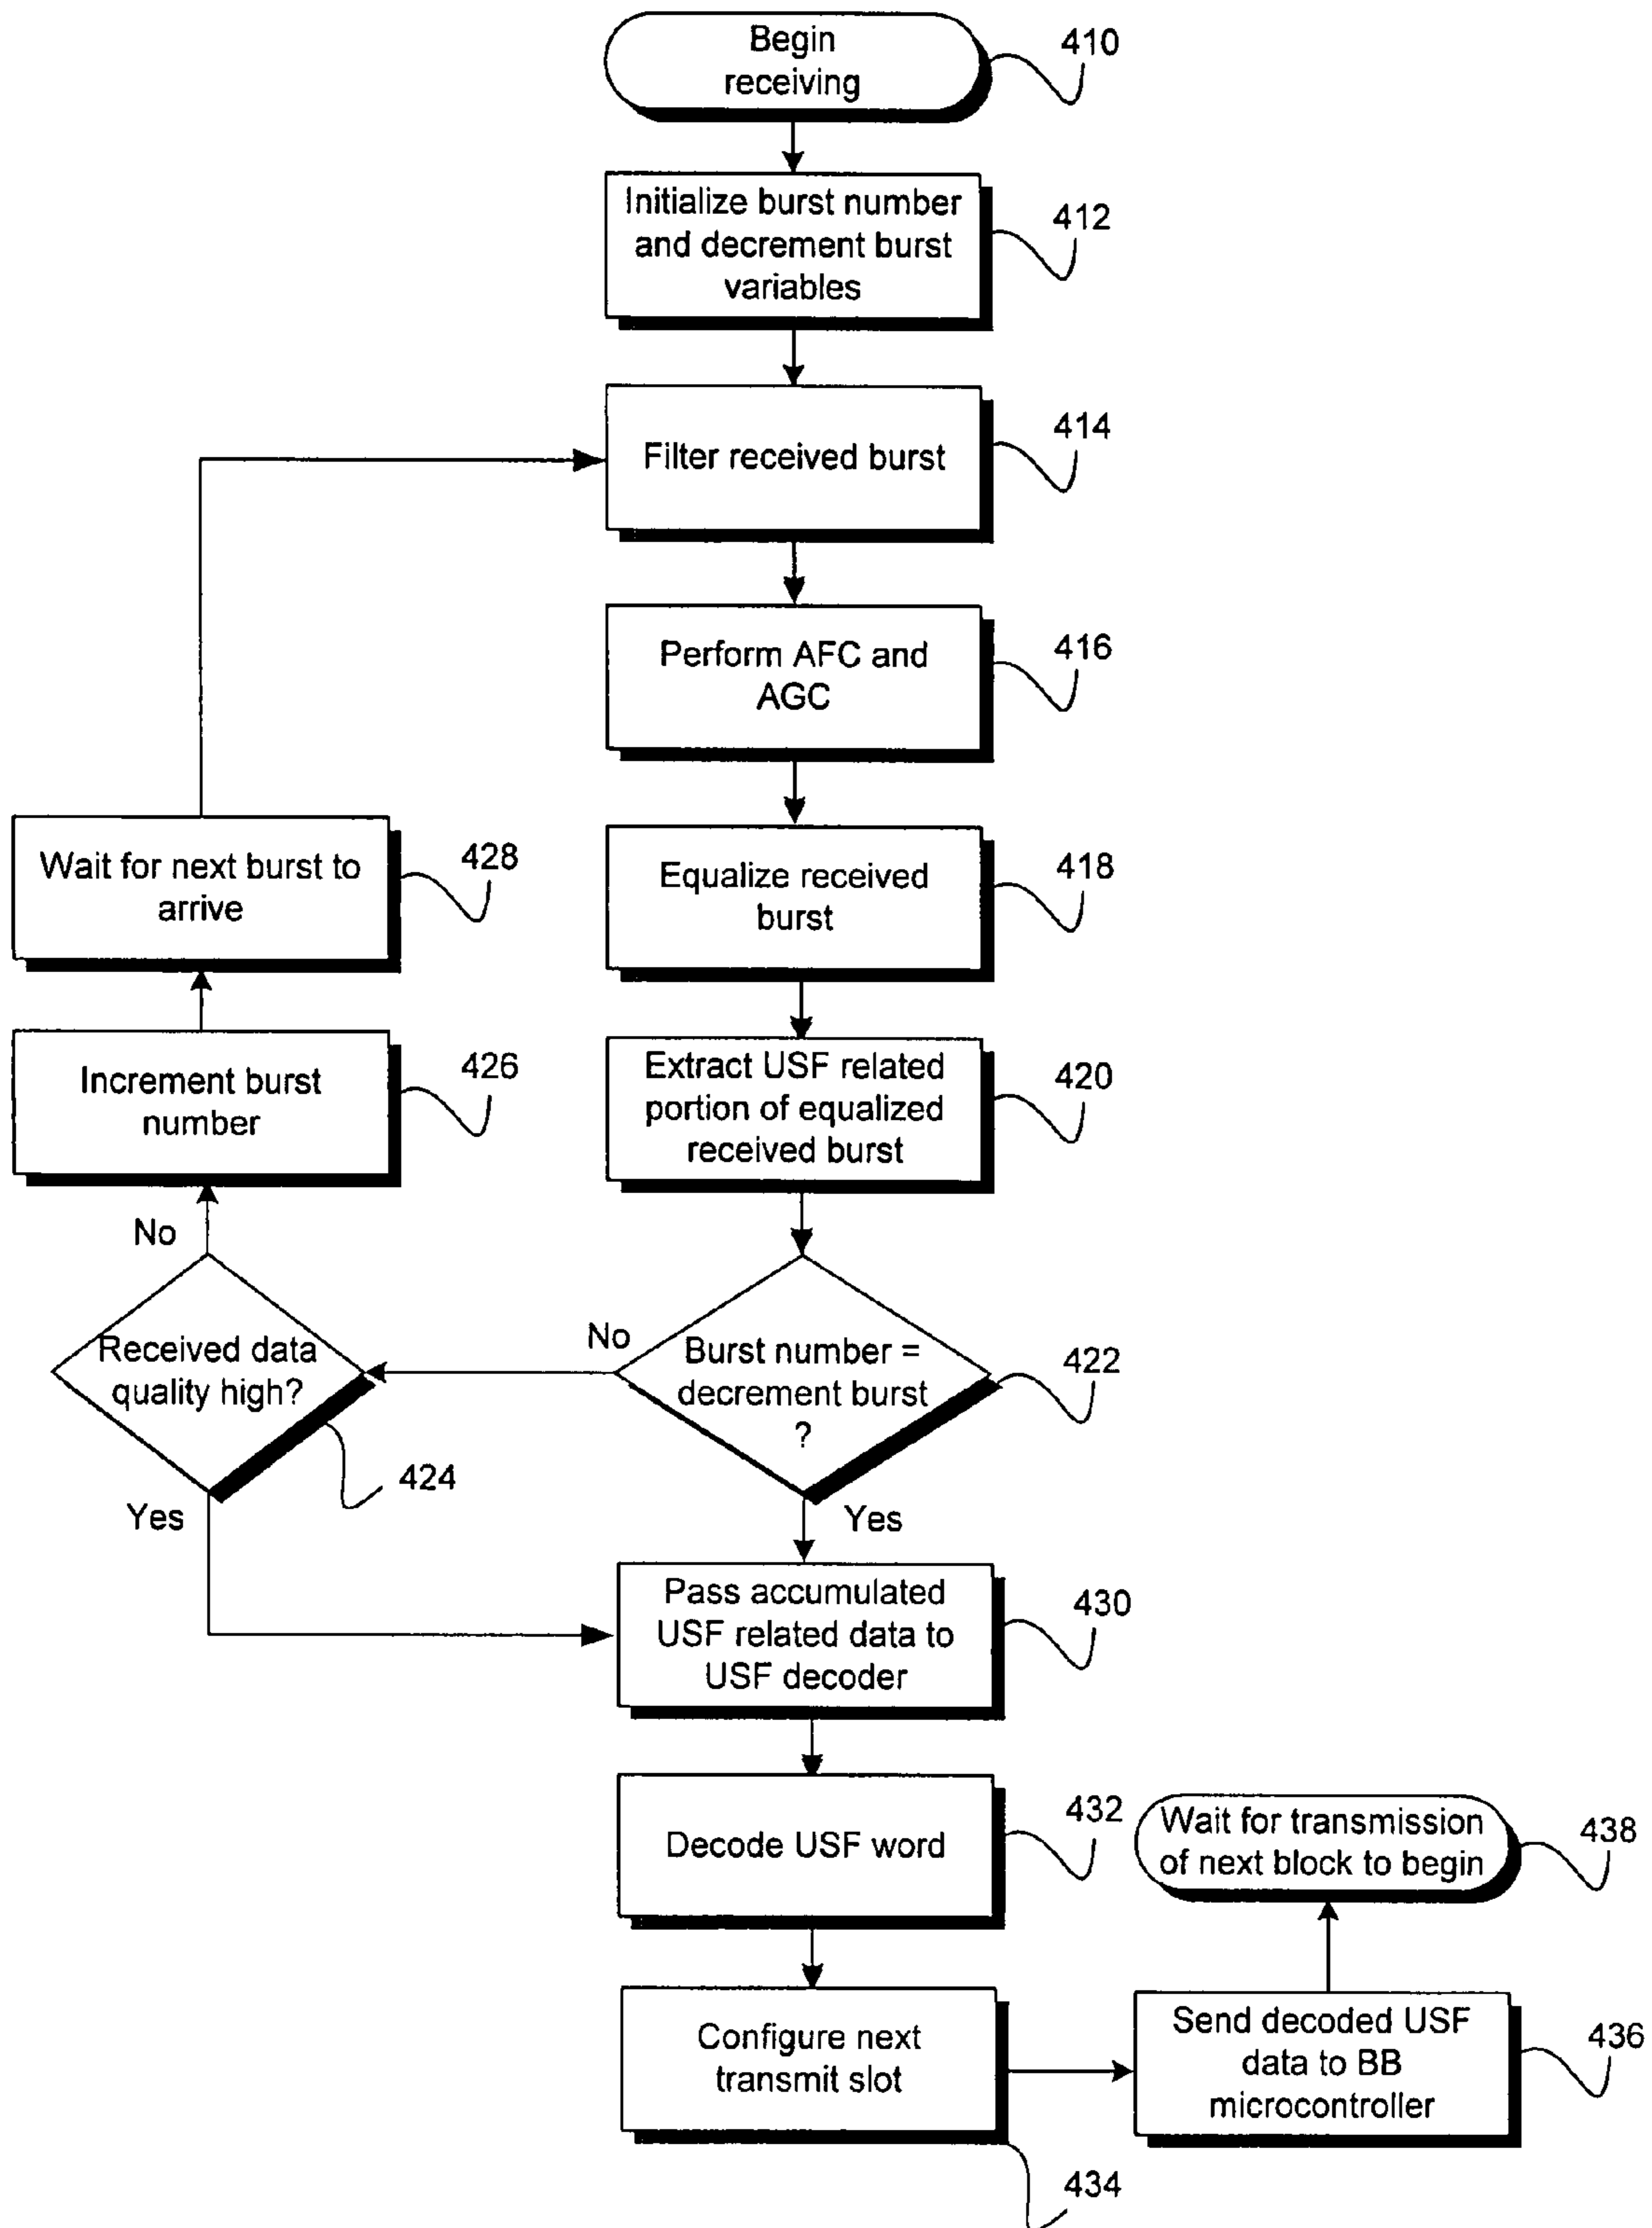 Begin
receiving
410
Initialize burst number
and decrement burst
variables
412
Filter received burst
414
Perform AFC and
AGC
416
Equalize received
burst
418
Wait for next burst to
arrive
428
Extract USF related
portion of equalized
received burst
420
Increment burst
number
426
No
Received data
quality high?
424
Yes
No
Burst number =
decrement burst
?
422
Yes
Pass accumulated
USF related data to
USF decoder
430
Decode USF word
432
Configure next
transmit slot
434
Send decoded USF
data to BB
microcontroller
436
Wait for transmission
of next block to begin
438